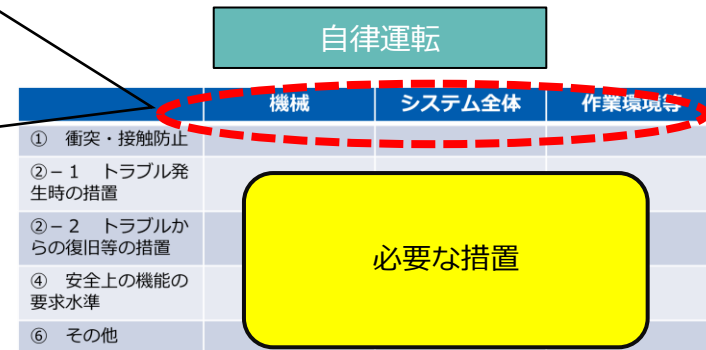 自律運転
機械 システム全体 作業環境等
① 衝突・接触防止
②－１ トラブル発
生時の措置
②－２ トラブルか
らの復旧等の措置
④ 安全上の機能の
要求水準
⑥ その他
必要な措置